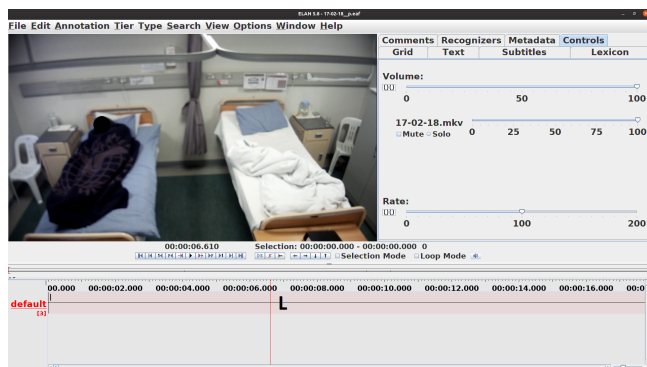 ELAN 5.8 - 17-02-18__p.eaf
File Edit Annotation Tier Type Search View Options Window Help
Comments Recognizers Metadata Controls
Grid Text Subtitles Lexicon
Volume:
0 50 100
17-02-18.mkv
Mute Solo 0 25 50 75 100
Rate:
0 100 200
00:00:06.610 Selection: 00:00:00.000 - 00:00:00.000 0
Selection Mode Loop Mode
00.000 00:00:02.000 00:00:04.000 00:00:06.000 00:00:08.000 00:00:10.000 00:00:12.000 00:00:14.000 00:00:16.000 00:0
default L
[3]